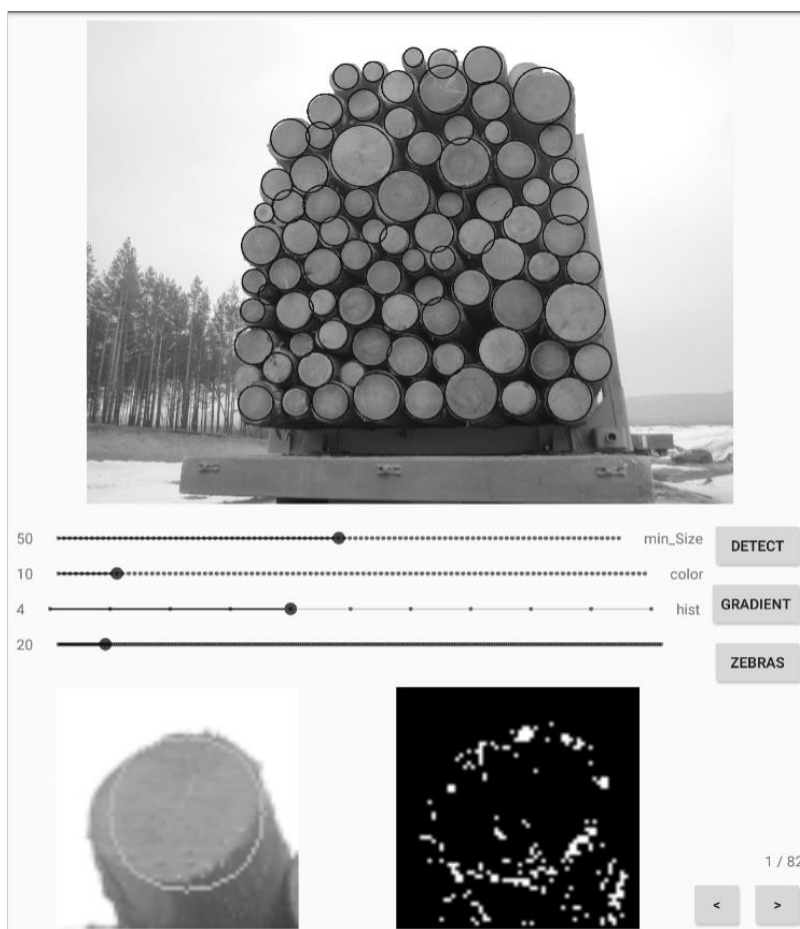 50 min_Size DETECT
10 color
4 hist GRADIENT
20 ZEBRAS
1 / 82
< >